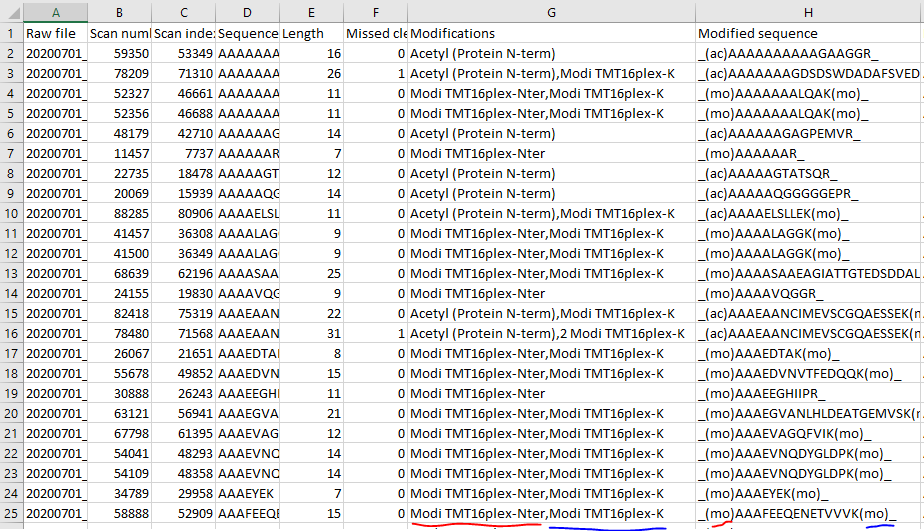 A B C D E F G H
1 Raw file Scan num Scan index Sequence Length Missed cle Modifications Modified sequence
2 20200701_ 59350 53349 AAAAAAA 16 0 Acetyl (Protein N-term) _(ac)AAAAAAAAAAGAAGGR_
3 20200701_ 78209 71310 AAAAAAA 26 1 Acetyl (Protein N-term),Modi TMT16plex-K _(ac)AAAAAAAGDSDSWDADAFSVED
4 20200701_ 52327 46661 AAAAAAA 11 0 Modi TMT16plex-Nter,Modi TMT16plex-K _(mo)AAAAAAALQAK(mo)_
5 20200701_ 52356 46688 AAAAAAA 11 0 Modi TMT16plex-Nter,Modi TMT16plex-K _(mo)AAAAAAALQAK(mo)_
6 20200701_ 48179 42710 AAAAAAG 14 0 Acetyl (Protein N-term) _(ac)AAAAAAGAGPEMVR_
7 20200701_ 11457 7737 AAAAAAR 7 0 Modi TMT16plex-Nter _(mo)AAAAAAR_
8 20200701_ 22735 18478 AAAAAGT 12 0 Acetyl (Protein N-term) _(ac)AAAAAGTATSQR_
9 20200701_ 20069 15939 AAAAAQG 14 0 Acetyl (Protein N-term) _(ac)AAAAAQGGGGGEPR_
10 20200701_ 88285 80906 AAAAELSL 11 0 Acetyl (Protein N-term),Modi TMT16plex-K _(ac)AAAAELSLLEK(mo)_
11 20200701_ 41457 36308 AAAALAG 9 0 Modi TMT16plex-Nter,Modi TMT16plex-K _(mo)AAAALAGGK(mo)_
12 20200701_ 41500 36349 AAAALAG 9 0 Modi TMT16plex-Nter,Modi TMT16plex-K _(mo)AAAALAGGK(mo)_
13 20200701_ 68639 62196 AAAASAA 25 0 Modi TMT16plex-Nter,Modi TMT16plex-K _(mo)AAAASAAEAGIATTGTEDSDDAL
14 20200701_ 24155 19830 AAAAVQG 9 0 Modi TMT16plex-Nter _(mo)AAAAVQGGR_
15 20200701_ 82418 75319 AAAEAAN 22 0 Acetyl (Protein N-term),Modi TMT16plex-K _(ac)AAAEAANCIMEVSCGQAESSEK(m
16 20200701_ 78480 71568 AAAEAAN 31 1 Acetyl (Protein N-term),2 Modi TMT16plex-K _(ac)AAAEAANCIMEVSCGQAESSEK(m
17 20200701_ 26067 21651 AAAEDTA 8 0 Modi TMT16plex-Nter,Modi TMT16plex-K _(mo)AAAEDTAK(mo)_
18 20200701_ 55678 49852 AAAEDVN 15 0 Modi TMT16plex-Nter,Modi TMT16plex-K _(mo)AAAEDVNVTFEDQQK(mo)_
19 20200701_ 30888 26243 AAAEEGHI 11 0 Modi TMT16plex-Nter _(mo)AAAEEGHIIPR_
20 20200701_ 63121 56941 AAAEGVA 21 0 Modi TMT16plex-Nter,Modi TMT16plex-K _(mo)AAAEGVANLHLDEATGEMVSK(
21 20200701_ 67798 61395 AAAEVAG 12 0 Modi TMT16plex-Nter,Modi TMT16plex-K _(mo)AAAEVAGQFVIK(mo)_
22 20200701_ 54041 48293 AAAEVNQ 14 0 Modi TMT16plex-Nter,Modi TMT16plex-K _(mo)AAAEVNQDYGLDPK(mo)_
23 20200701_ 54109 48358 AAAEVNQ 14 0 Modi TMT16plex-Nter,Modi TMT16plex-K _(mo)AAAEVNQDYGLDPK(mo)_
24 20200701_ 34789 29958 AAAEYEK 7 0 Modi TMT16plex-Nter,Modi TMT16plex-K _(mo)AAAEYEK(mo)_
25 20200701_ 58888 52909 AAAFEEQE 15 0 Modi TMT16plex-Nter,Modi TMT16plex-K _(mo)AAAFEEQENETVVVK(mo)_